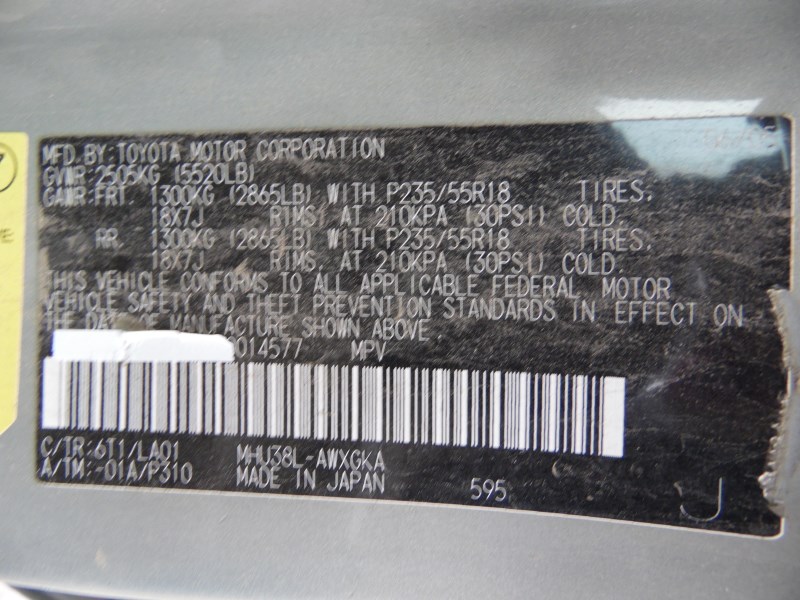 MFD.BY:TOYOTA MOTOR CORPORATION
GVWR:2505KG (5520LB)
GAWR:FRT. 1300KG (2865LB) WITH P235/55R18 TIRES,
18X7J RIMS, AT 210KPA (30PSI) COLD.
RR. 1300KG (2865LB) WITH P235/55R18 TIRES,
18X7J RIMS, AT 210KPA (30PSI) COLD.
THIS VEHICLE CONFORMS TO ALL APPLICABLE FEDERAL MOTOR
VEHICLE SAFETY AND THEFT PREVENTION STANDARDS IN EFFECT ON
THE DATE OF MANUFACTURE SHOWN ABOVE.
0014577 MPV
C/TR:6T1/LA01 MHU38L-AWXGKA
A/TM:-01A/P310 MADE IN JAPAN 595 J